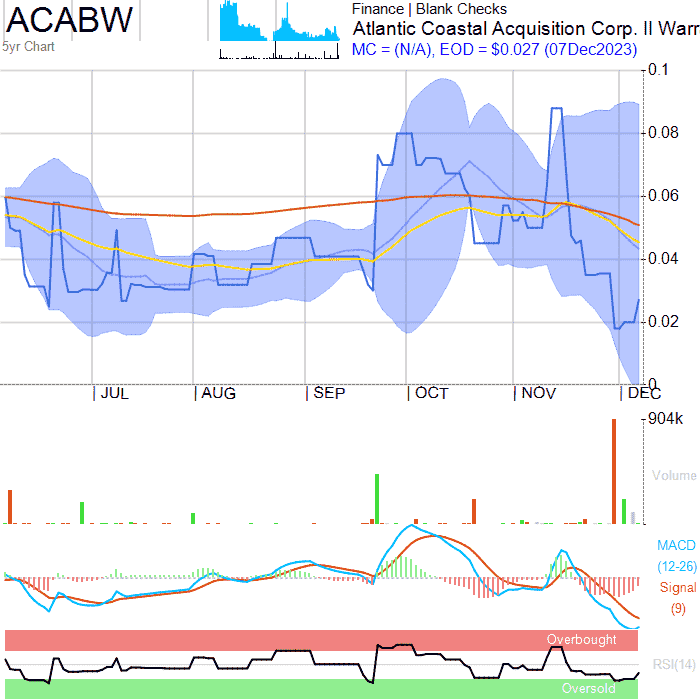 ACABW
5yr Chart
Finance | Blank Checks
Atlantic Coastal Acquisition Corp. II Warr
MC = (N/A), EOD = $0.027 (07Dec2023)
0.1
0.08
0.06
0.04
0.02
0
JUL AUG SEP OCT NOV DEC
904k
Volume
MACD
(12-26)
Signal
(9)
Overbought
RSI(14)
Oversold